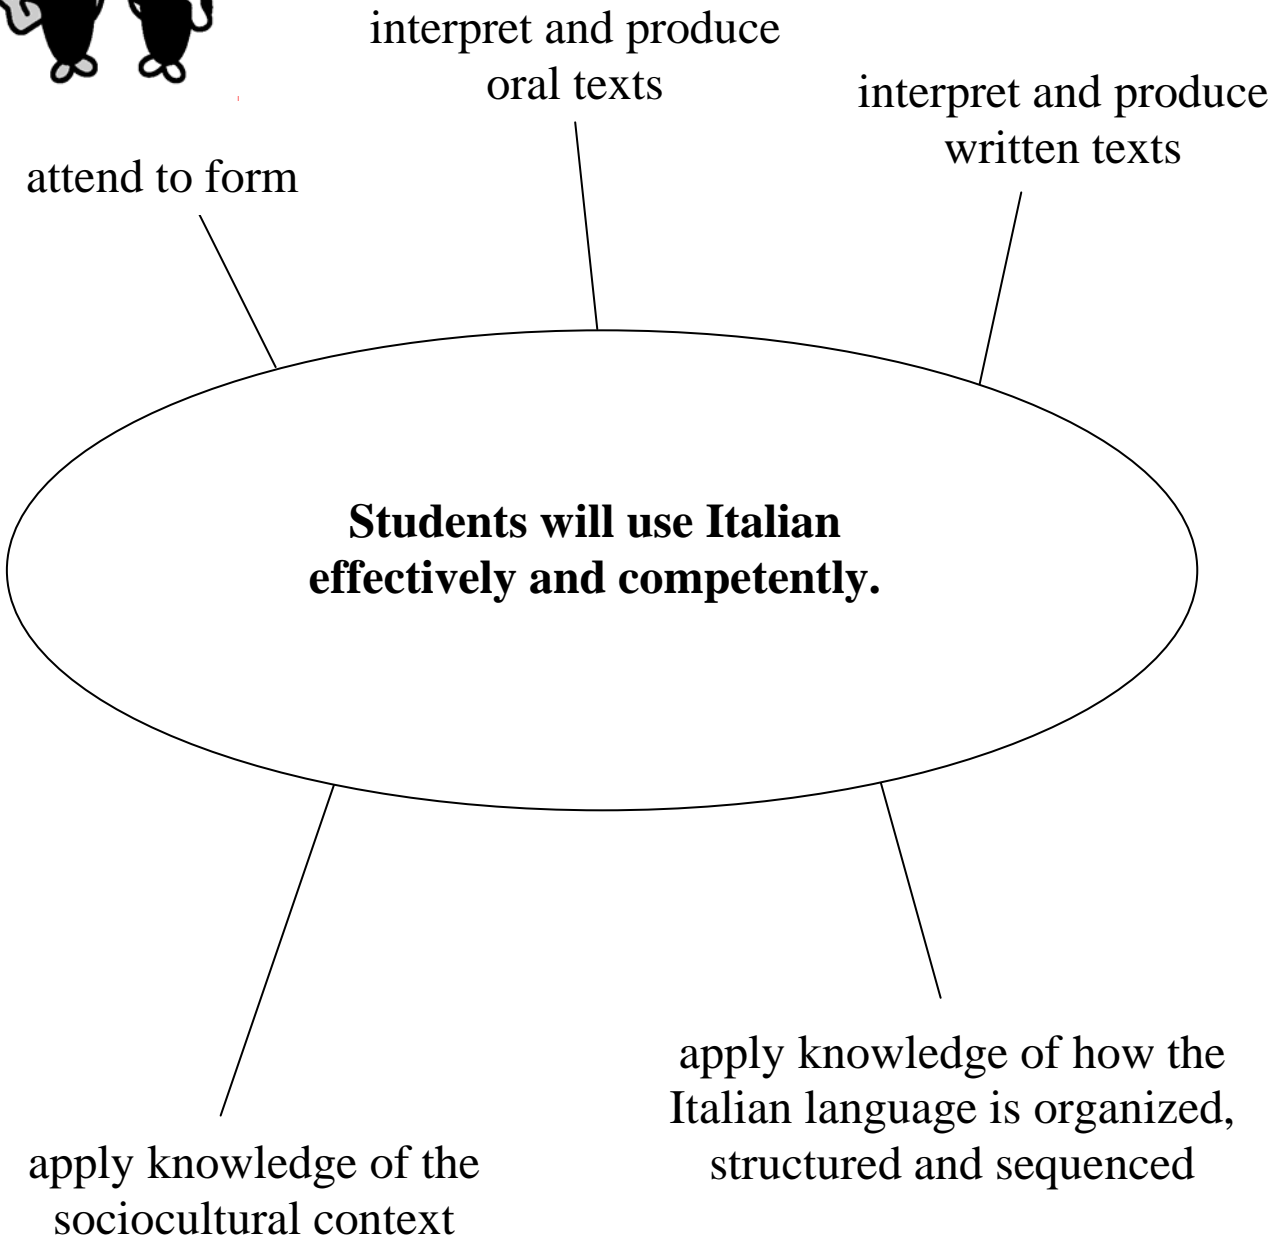 interpret and produce
oral texts
interpret and produce
written texts
attend to form
Students will use Italian
effectively and competently.
apply knowledge of how the
Italian language is organized,
structured and sequenced
apply knowledge of the
sociocultural context